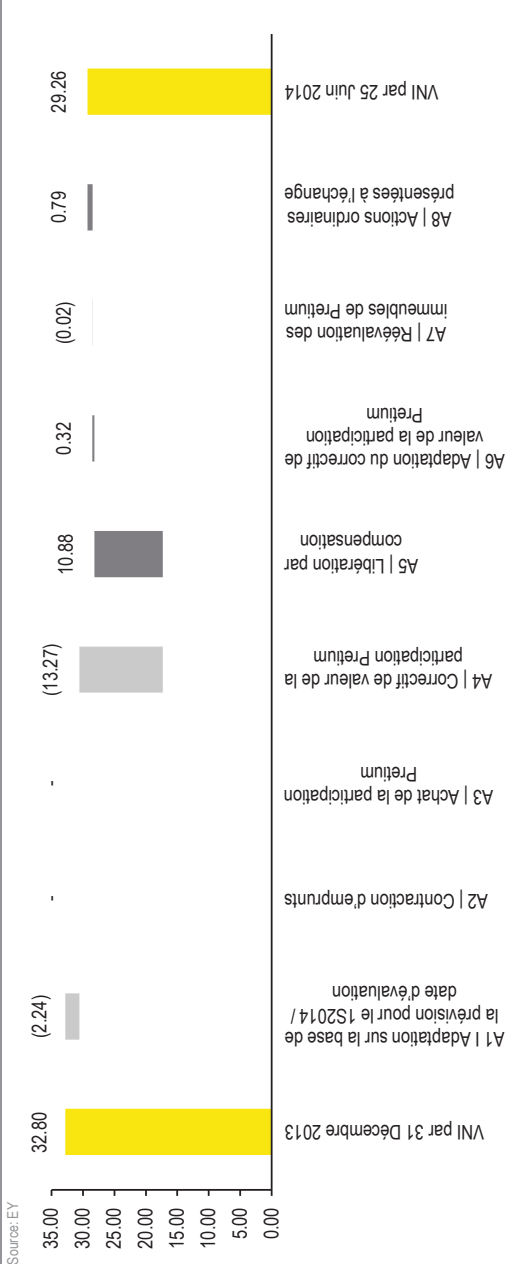 Source: EY
35.00
30.00
25.00
20.00
15.00
10.00
5.00
0.00
32.80
(2.24)
-
-
(13.27)
10.88
0.32
(0.02)
0.79
29.26
VNI par 31 Décembre 2013
A1 I Adaptation sur la base de
la prévision pour le 1S2014 /
date d'évaluation
A2 | Contraction d'emprunts
A3 | Achat de la participation
Pretium
A4 | Correctif de valeur de la
participation Pretium
A5 | Libération par
compensation
A6 | Adaptation du correctif de
valeur de la participation
Pretium
A7 | Réévaluation des
immeubles de Pretium
A8 | Actions ordinaires
présentées à l'échange
VNI par 25 Juin 2014